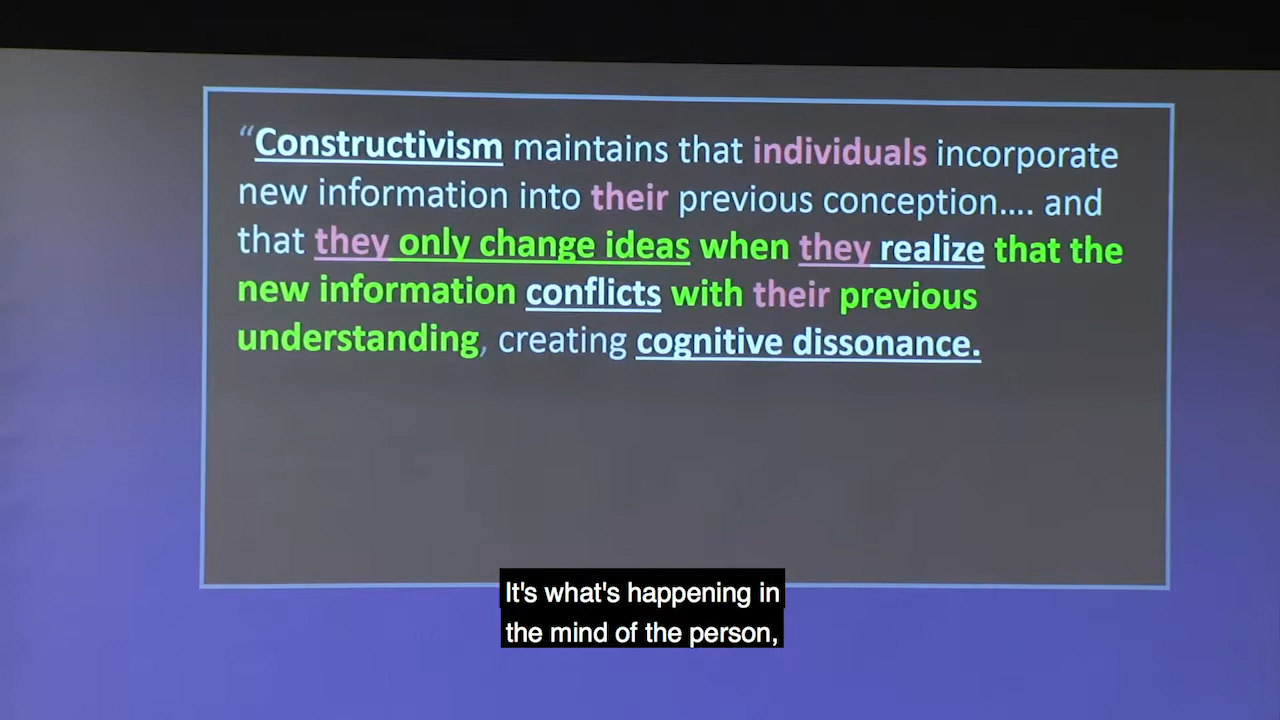 “Constructivism maintains that individuals incorporate
new information into their previous conception.... and
that they only change ideas when they realize that the
new information conflicts with their previous
understanding, creating cognitive dissonance.
It's what's happening in
the mind of the person,